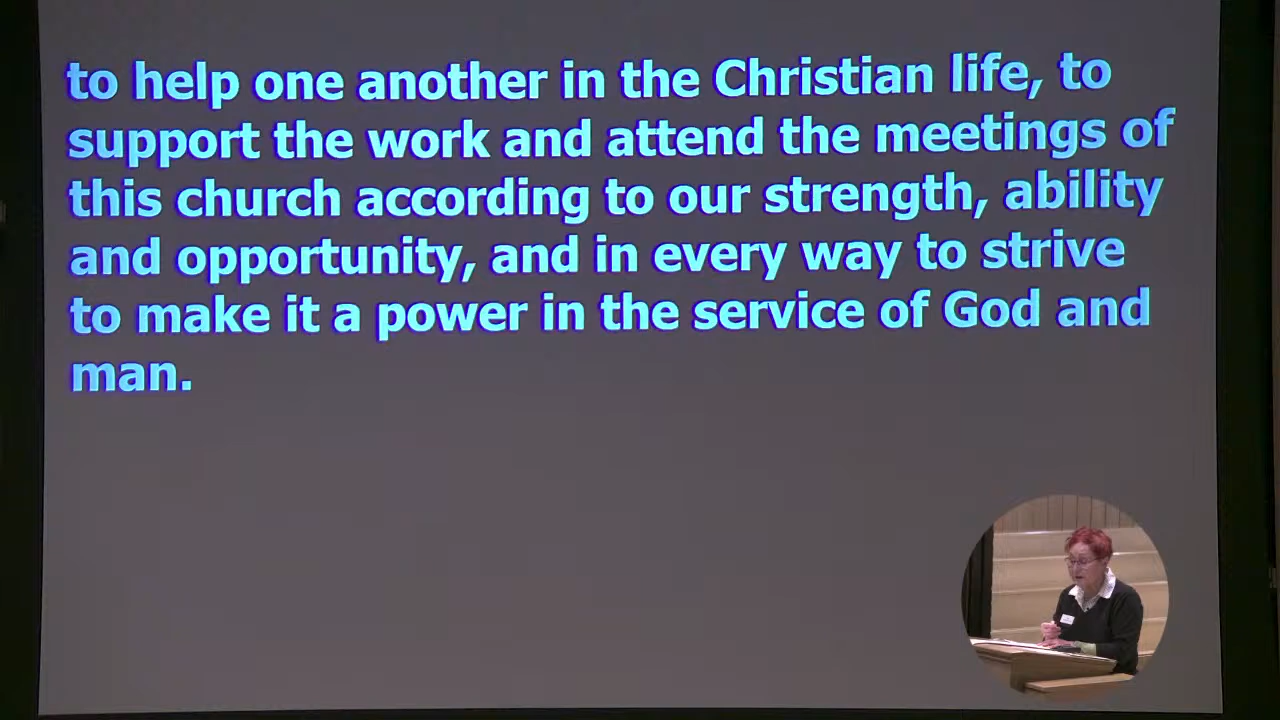 to help one another in the Christian life, to
support the work and attend the meetings of
this church according to our strength, ability
and opportunity, and in every way to strive
to make it a power in the service of God and
man.